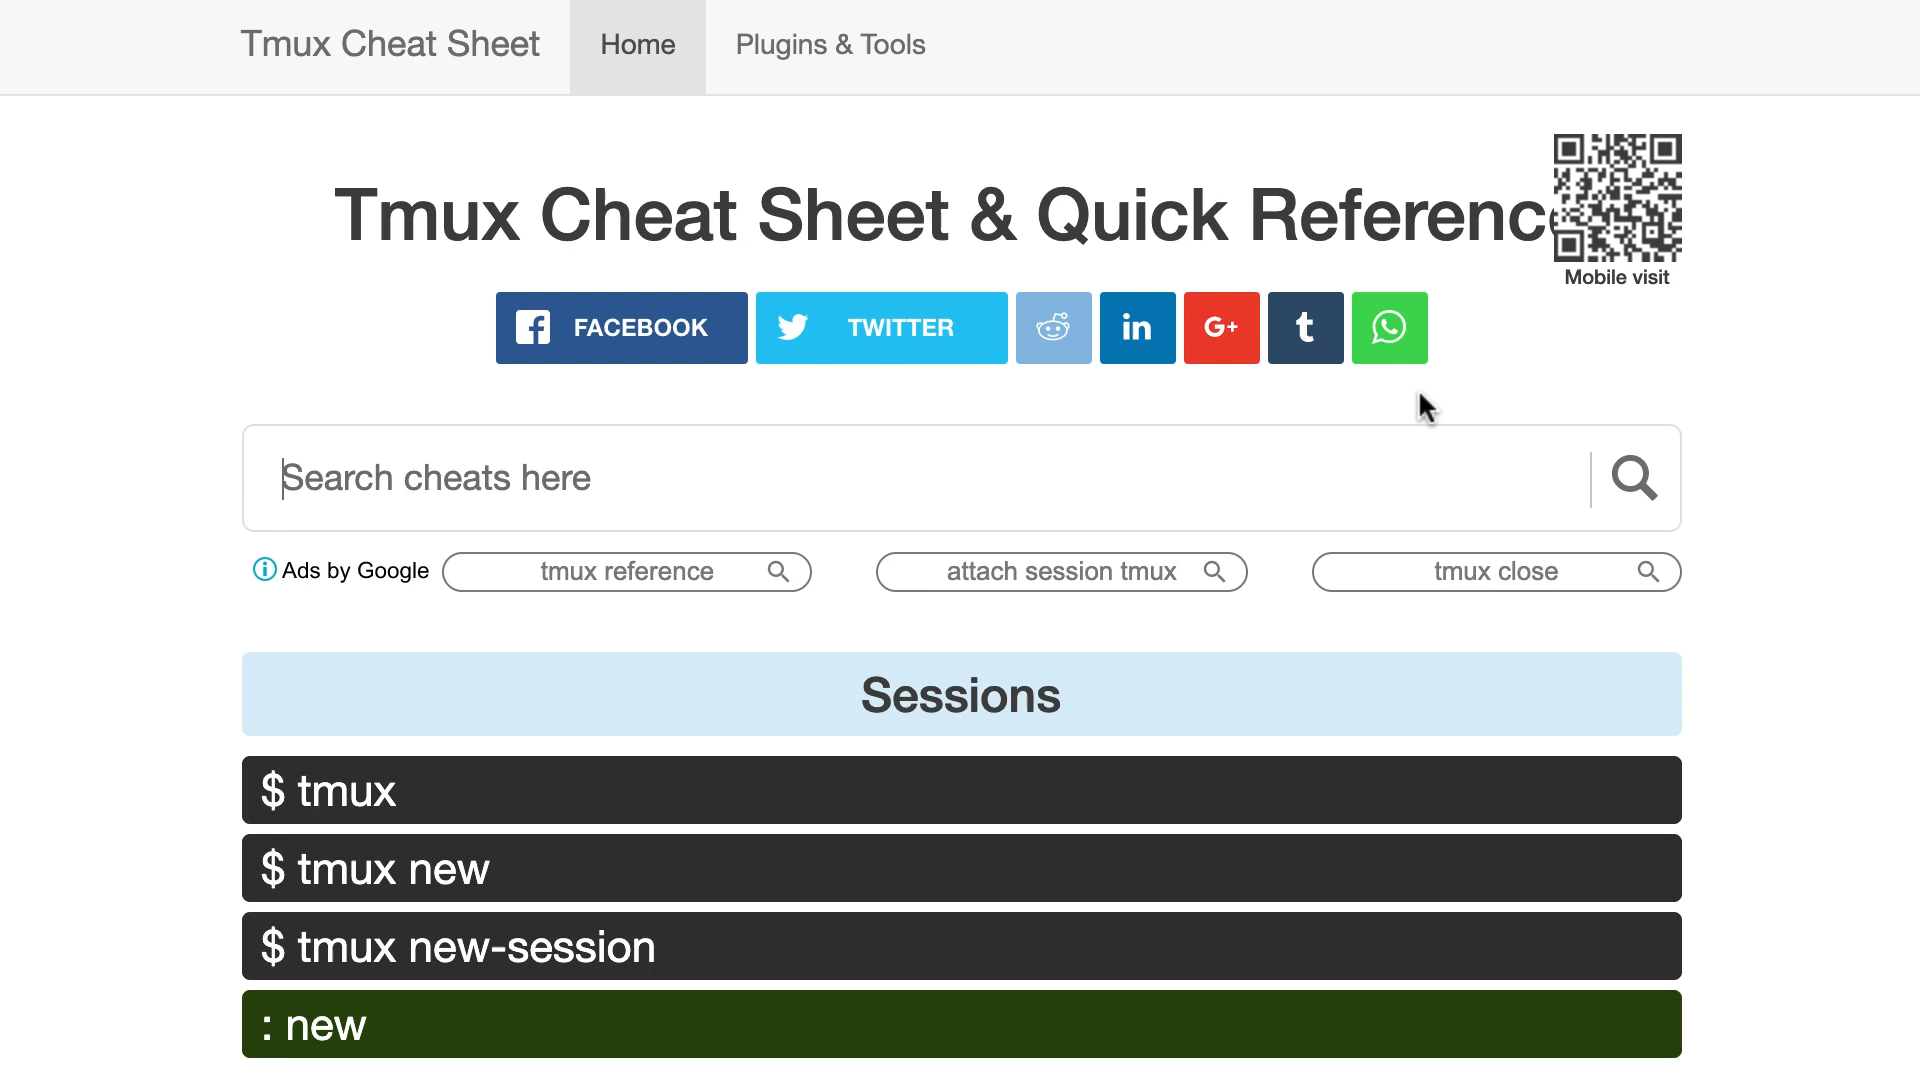 Tmux Cheat Sheet Home Plugins & Tools
Tmux Cheat Sheet & Quick Referenc
Mobile visit
FACEBOOK TWITTER in G+ t
Search cheats here
Ads by Google tmux reference attach session tmux tmux close
Sessions
$ tmux
$ tmux new
$ tmux new-session
: new